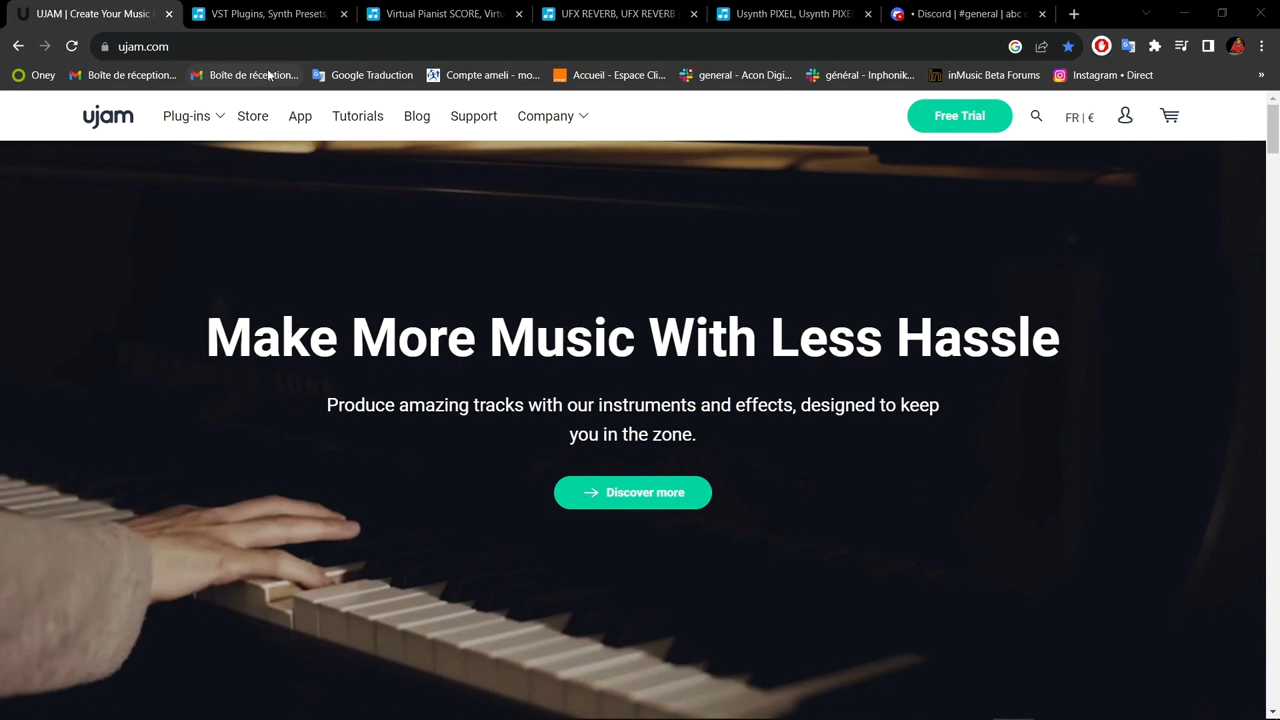 UJAM | Create Your Music
VST Plugins, Synth Presets,
Virtual Pianist SCORE, Virtu
UFX REVERB, UFX REVERB
Usynth PIXEL, Usynth PIXE
• Discord | #general | abc c
ujam.com
Oney
Boîte de réception...
Boîte de réception...
Google Traduction
Compte ameli - mo...
Accueil - Espace Cli...
general - Acon Digi...
général - Inphonik...
inMusic Beta Forums
Instagram • Direct
»
ujam
Plug-ins
Store
App
Tutorials
Blog
Support
Company
Free Trial
FR | €
Make More Music With Less Hassle
Produce amazing tracks with our instruments and effects, designed to keep
you in the zone.
Discover more